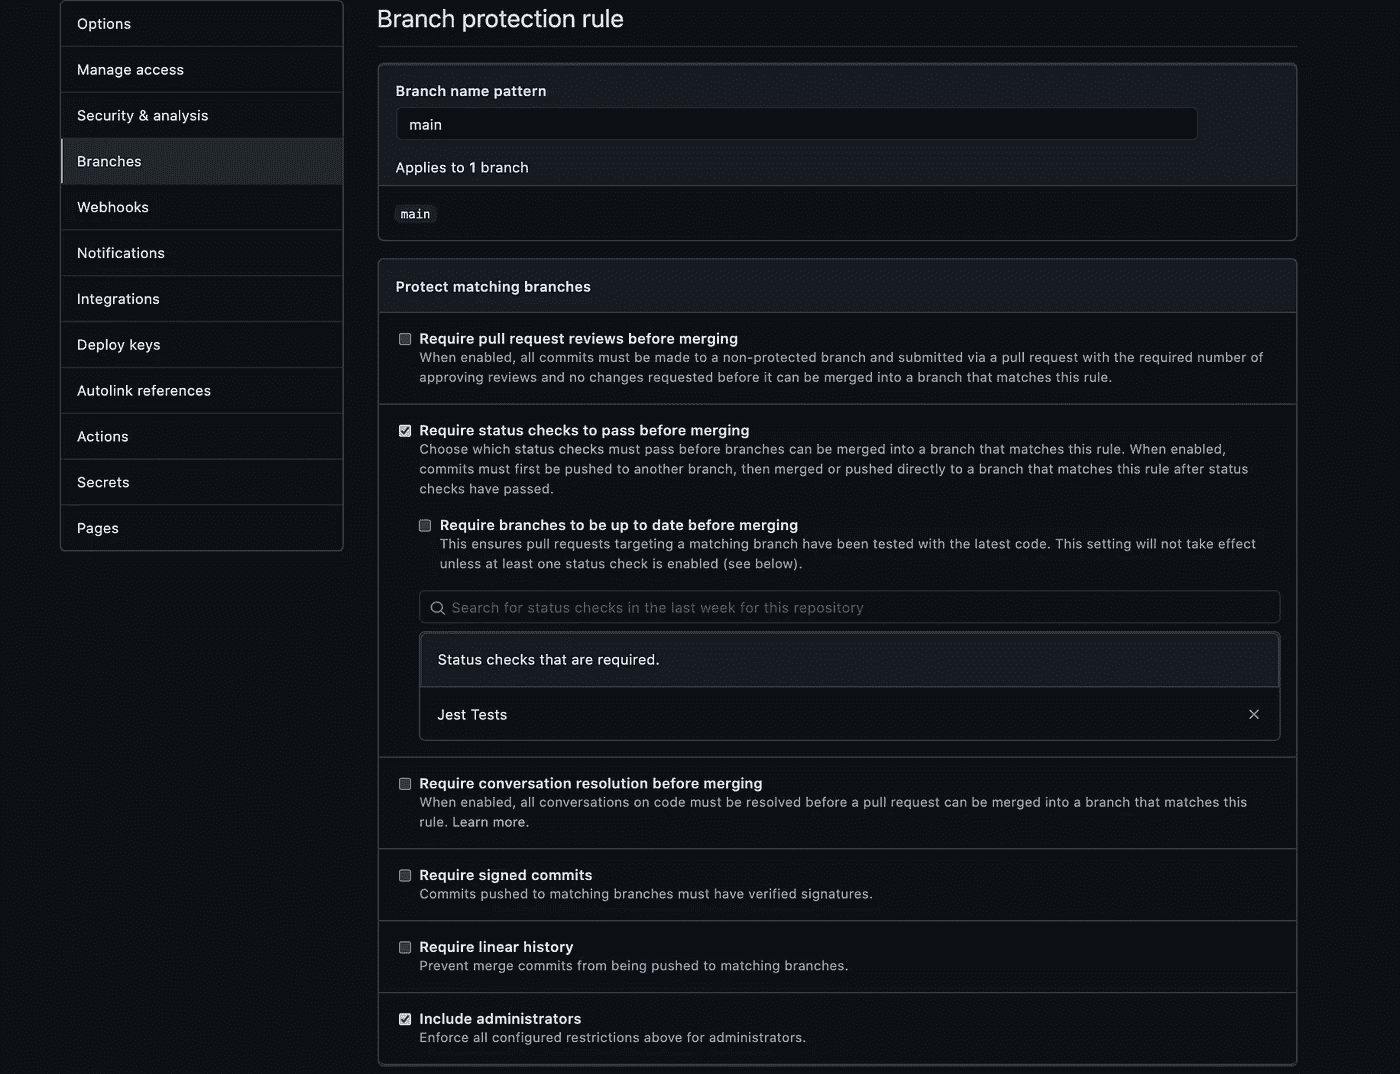 Options
Manage access
Security & analysis
Branches
Webhooks
Notifications
Integrations
Deploy keys
Autolink references
Actions
Secrets
Pages
Branch protection rule
Branch name pattern
main
Applies to 1 branch
main
Protect matching branches
Require pull request reviews before merging
When enabled, all commits must be made to a non-protected branch and submitted via a pull request with the required number of
approving reviews and no changes requested before it can be merged into a branch that matches this rule.
Require status checks to pass before merging
Choose which status checks must pass before branches can be merged into a branch that matches this rule. When enabled,
commits must first be pushed to another branch, then merged or pushed directly to a branch that matches this rule after status
checks have passed.
Require branches to be up to date before merging
This ensures pull requests targeting a matching branch have been tested with the latest code. This setting will not take effect
unless at least one status check is enabled (see below).
Search for status checks in the last week for this repository
Status checks that are required.
Jest Tests
Require conversation resolution before merging
When enabled, all conversations on code must be resolved before a pull request can be merged into a branch that matches this
rule. Learn more.
Require signed commits
Commits pushed to matching branches must have verified signatures.
Require linear history
Prevent merge commits from being pushed to matching branches.
Include administrators
Enforce all configured restrictions above for administrators.